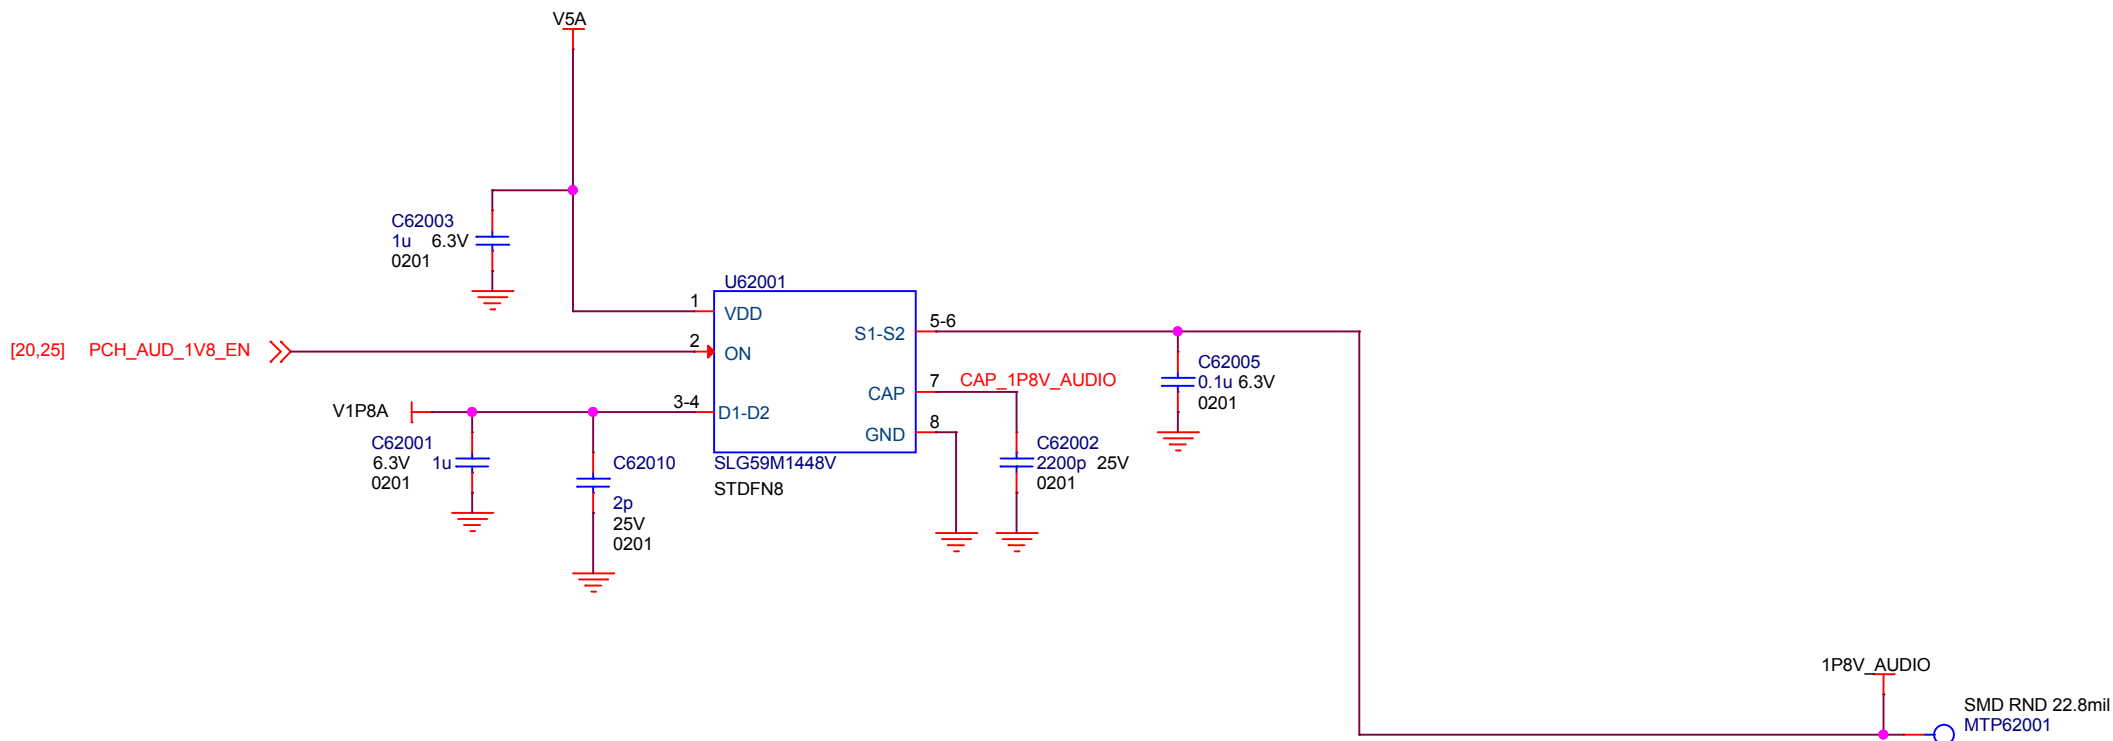 V5A
C62003
1u 6.3V
0201
U62001
1
VDD
5-6
S1-S2
[20,25] PCH_AUD_1V8_EN
2
ON
C62005
0.1u 6.3V
0201
7
CAP_1P8V_AUDIO
CAP
V1P8A
3-4
D1-D2
8
GND
C62001
6.3V 1u
0201
C62010
2p
25V
0201
SLG59M1448V
STDFN8
C62002
2200p 25V
0201
1P8V_AUDIO
SMD RND 22.8mil
MTP62001